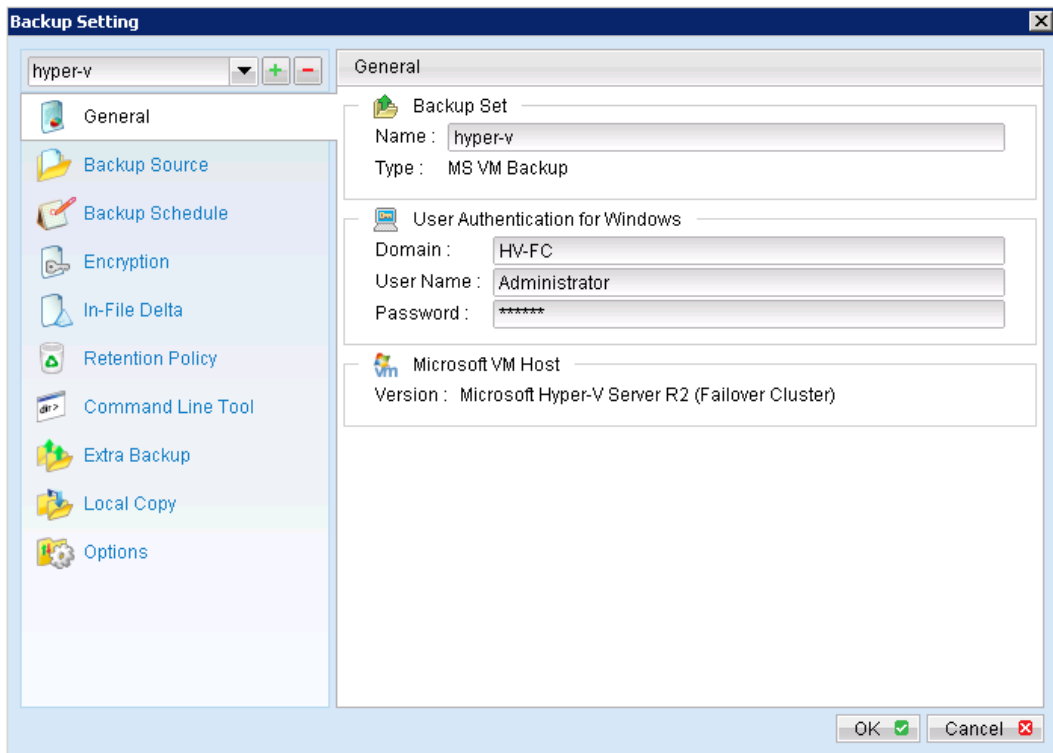 Backup Setting
hyper-v
General
Backup Source
Backup Schedule
Encryption
In-File Delta
Retention Policy
Command Line Tool
Extra Backup
Local Copy
Options
General
Backup Set
Name : hyper-v
Type : MS VM Backup
User Authentication for Windows
Domain : HV-FC
User Name : Administrator
Password : ******
Microsoft VM Host
Version : Microsoft Hyper-V Server R2 (Failover Cluster)
OK
Cancel